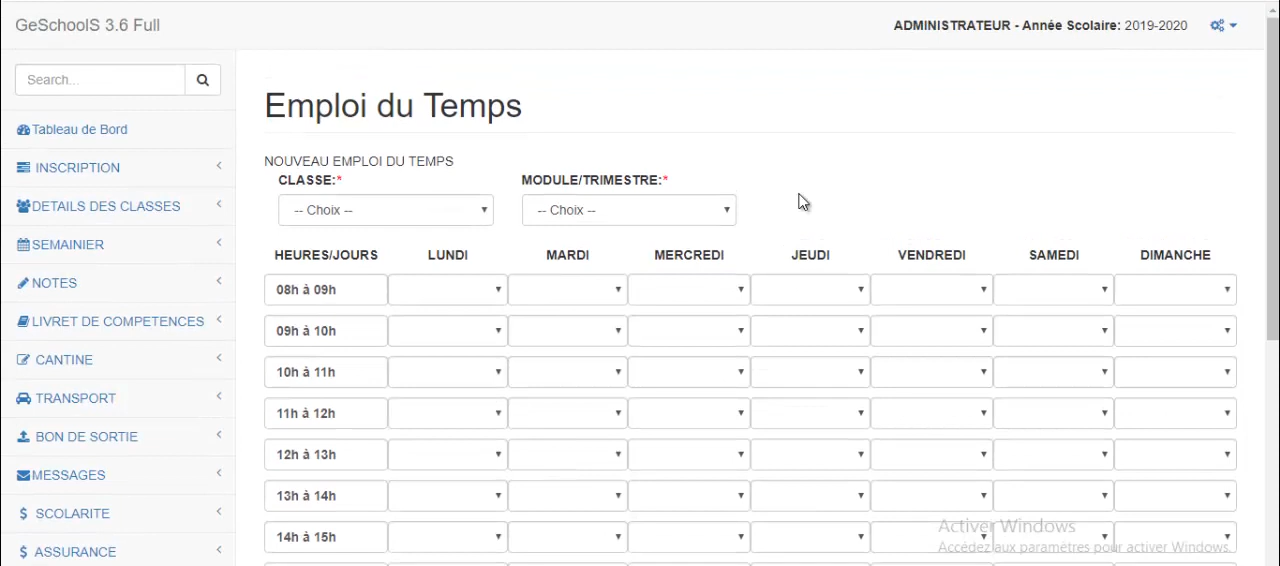 GeSchoolS 3.6 Full
ADMINISTRATEUR - Année Scolaire: 2019-2020
Search...
Tableau de Bord
INSCRIPTION
DETAILS DES CLASSES
SEMAINIER
NOTES
LIVRET DE COMPETENCES
CANTINE
TRANSPORT
BON DE SORTIE
MESSAGES
SCOLARITE
ASSURANCE
Emploi du Temps
NOUVEAU EMPLOI DU TEMPS
CLASSE:* MODULE/TRIMESTRE:*
-- Choix -- -- Choix --
HEURES/JOURS LUNDI MARDI MERCREDI JEUDI VENDREDI SAMEDI DIMANCHE
08h à 09h
09h à 10h
10h à 11h
11h à 12h
12h à 13h
13h à 14h
14h à 15h
Activer Windows
Accédez aux paramètres pour activer Windows.